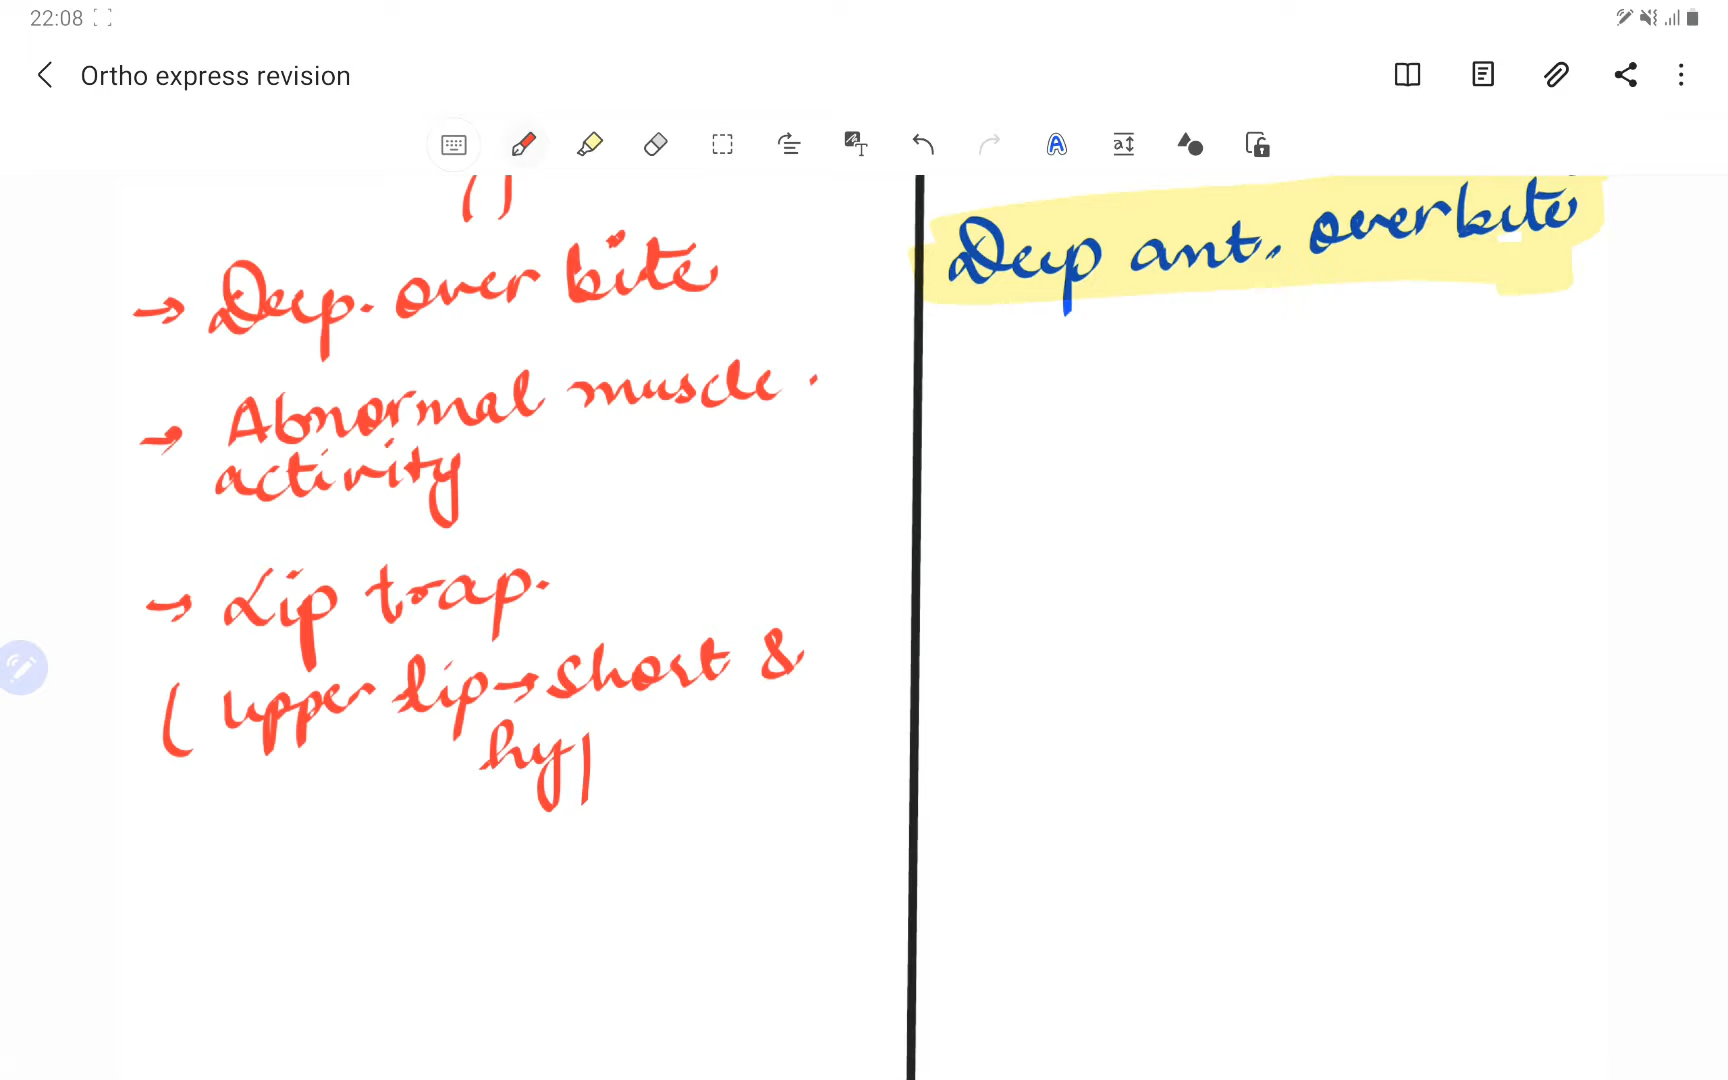 22:08
Ortho express revision
→ Deep. over bite
→ Abnormal muscle.
activity
→ Lip trap.
( upper lip → short &
hyp
Deep ant. overbite